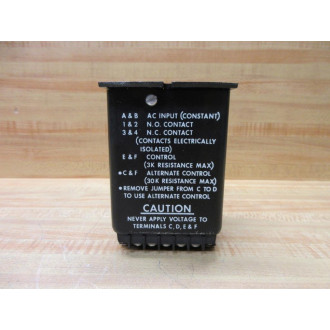 A & B AC INPUT (CONSTANT)
1 & 2 N.O. CONTACT
3 & 4 N.C. CONTACT
(CONTACTS ELECTRICALLY
ISOLATED)
E & F CONTROL
(3K RESISTANCE MAX)
• C & F ALTERNATE CONTROL
(30K RESISTANCE MAX)
• REMOVE JUMPER FROM C TO D
TO USE ALTERNATE CONTROL
CAUTION
NEVER APPLY VOLTAGE TO
TERMINALS C, D, E & F